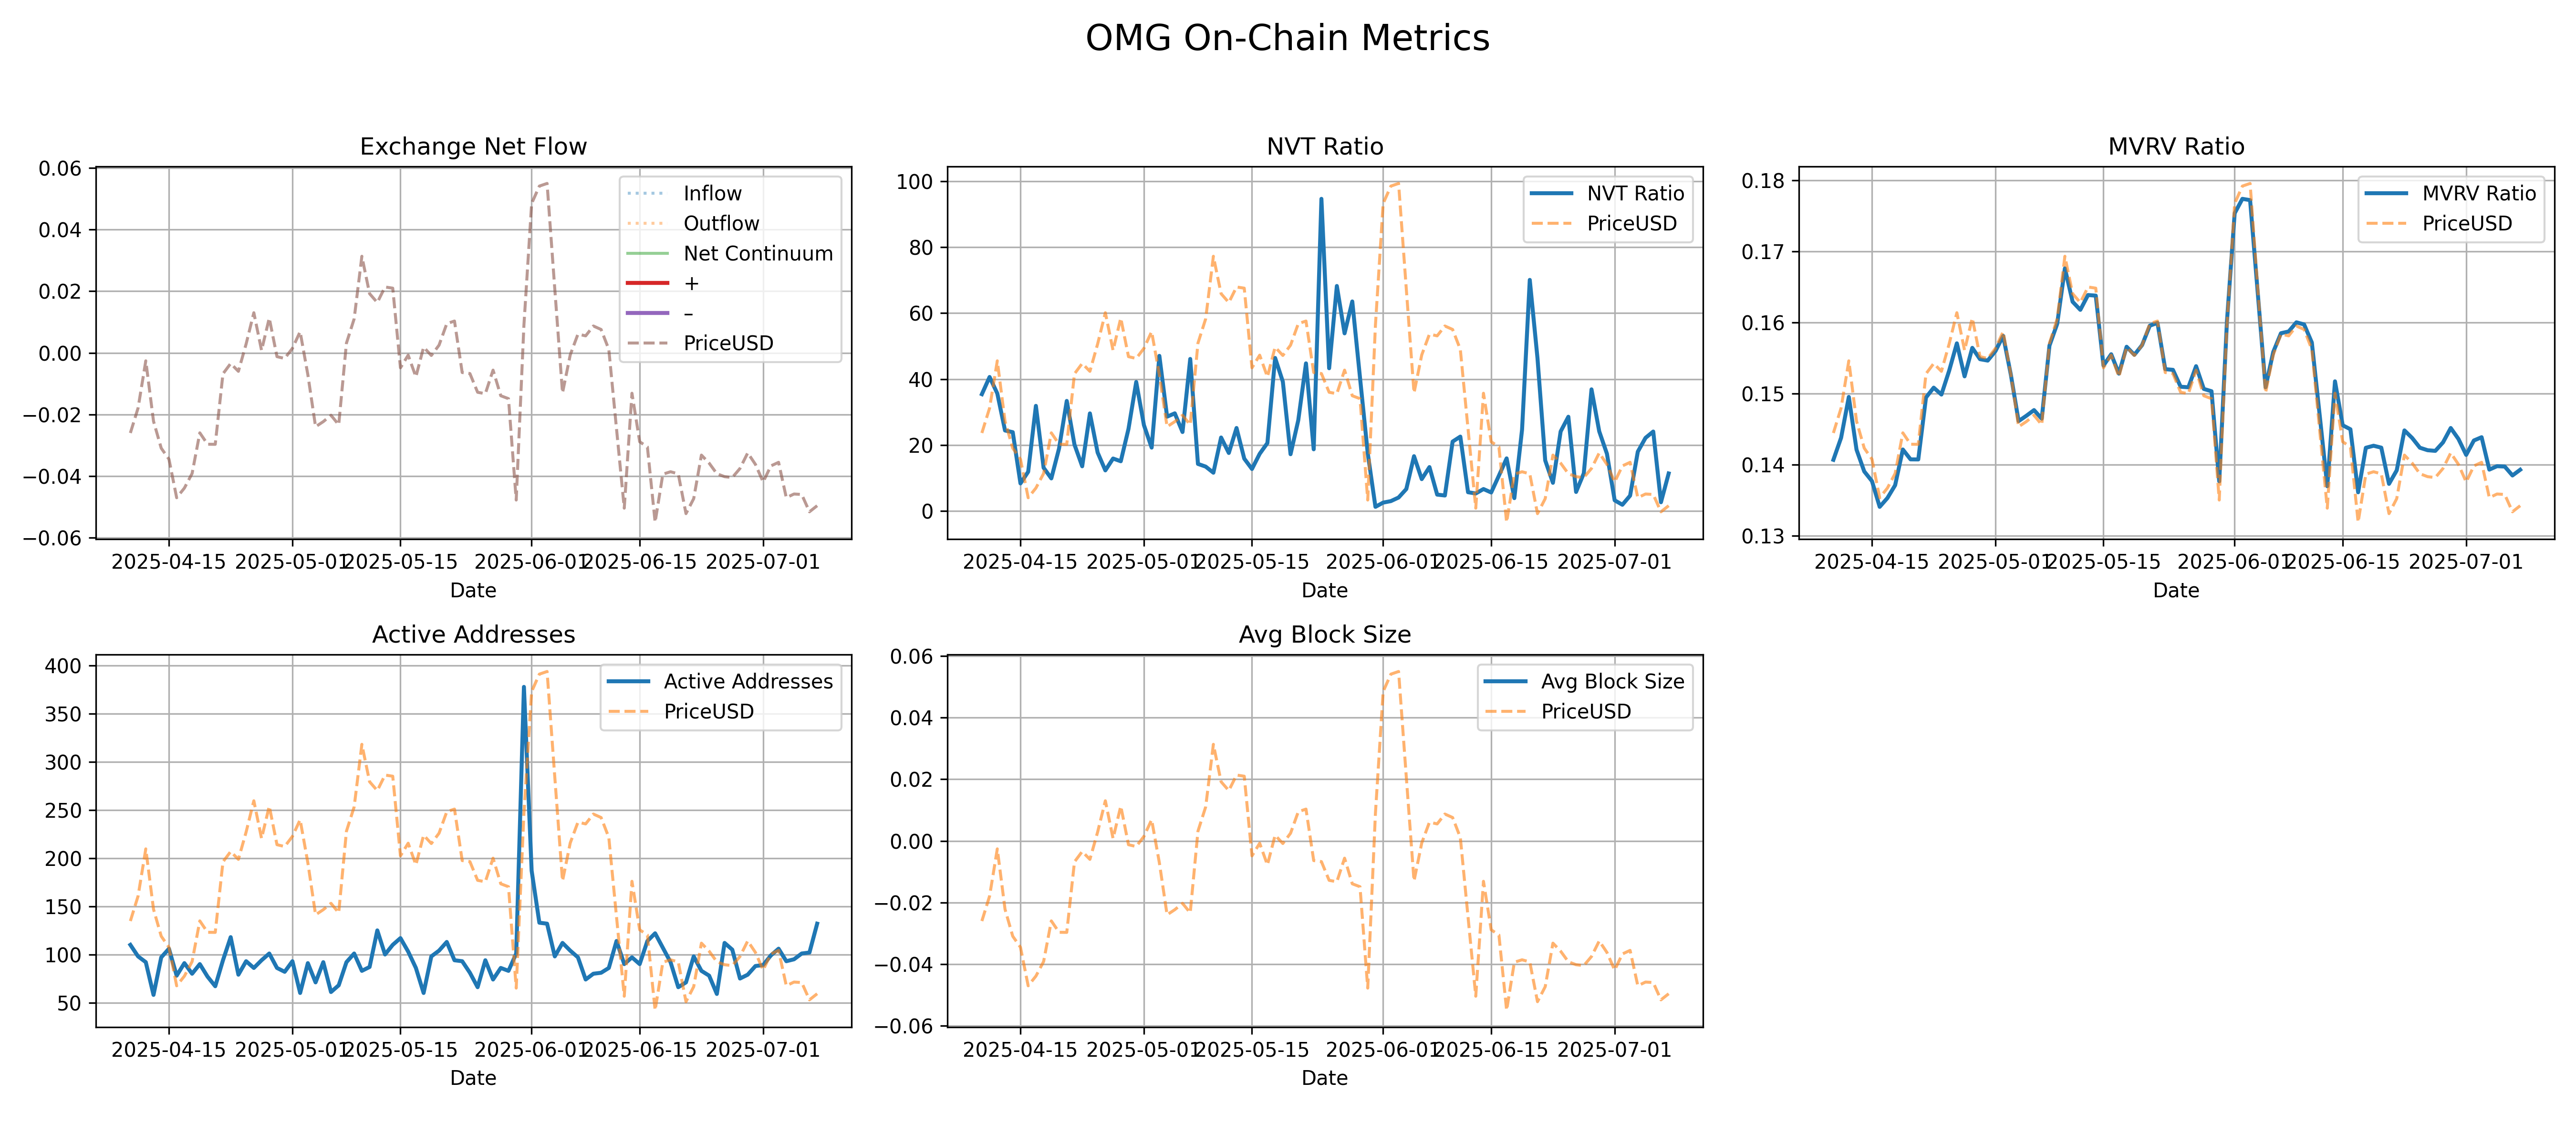 OMG On-Chain Metrics
Exchange Net Flow
0.06
0.04
0.02
0.00
−0.02
−0.04
−0.06
Inflow
Outflow
Net Continuum
+
–
PriceUSD
2025-04-15 2025-05-01 2025-05-15 2025-06-01 2025-06-15 2025-07-01
Date
NVT Ratio
100
80
60
40
20
0
NVT Ratio
PriceUSD
2025-04-15 2025-05-01 2025-05-15 2025-06-01 2025-06-15 2025-07-01
Date
MVRV Ratio
0.18
0.17
0.16
0.15
0.14
0.13
MVRV Ratio
PriceUSD
2025-04-15 2025-05-01 2025-05-15 2025-06-01 2025-06-15 2025-07-01
Date
Active Addresses
400
350
300
250
200
150
100
50
Active Addresses
PriceUSD
2025-04-15 2025-05-01 2025-05-15 2025-06-01 2025-06-15 2025-07-01
Date
Avg Block Size
0.06
0.04
0.02
0.00
−0.02
−0.04
−0.06
Avg Block Size
PriceUSD
2025-04-15 2025-05-01 2025-05-15 2025-06-01 2025-06-15 2025-07-01
Date